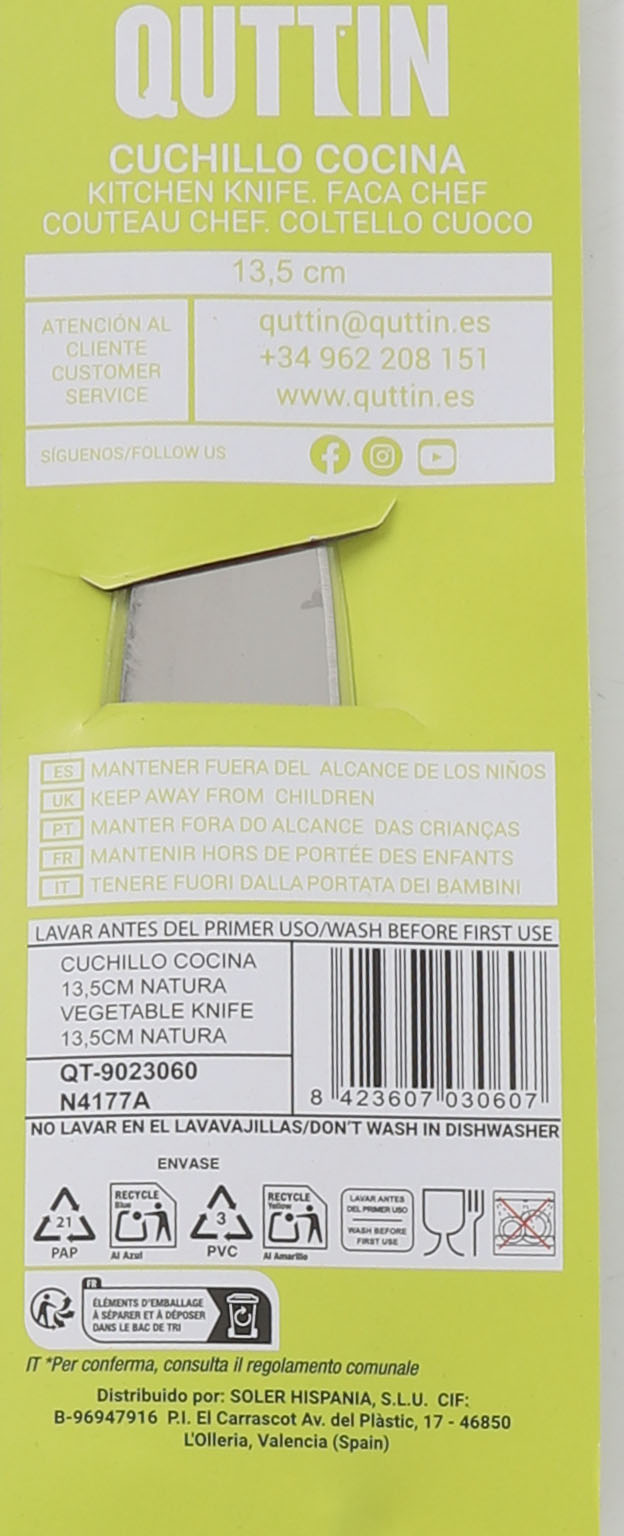 QUTTIN
CUCHILLO COCINA
KITCHEN KNIFE. FACA CHEF
COUTEAU CHEF. COLTELLO CUOCO
13,5 cm
ATENCIÓN AL
CLIENTE
CUSTOMER
SERVICE
quttin@quttin.es
+34 962 208 151
www.quttin.es
SÍGUENOS/FOLLOW US
ES MANTENER FUERA DEL ALCANCE DE LOS NIÑOS
UK KEEP AWAY FROM CHILDREN
PT MANTER FORA DO ALCANCE DAS CRIANÇAS
FR MANTENIR HORS DE PORTÉE DES ENFANTS
IT TENERE FUORI DALLA PORTATA DEI BAMBINI
LAVAR ANTES DEL PRIMER USO/WASH BEFORE FIRST USE
CUCHILLO COCINA
13,5CM NATURA
VEGETABLE KNIFE
13,5CM NATURA
QT-9023060
N4177A
8 423607 030607
NO LAVAR EN EL LAVAVAJILLAS/DON'T WASH IN DISHWASHER
ENVASE
21
PAP
RECYCLE
Blue
Al Azul
3
PVC
RECYCLE
Yellow
Al Amarillo
LAVAR ANTES
DEL PRIMER USO
WASH BEFORE
FIRST USE
FR
ÉLÉMENTS D'EMBALLAGE
À SÉPARER ET À DÉPOSER
DANS LE BAC DE TRI
IT *Per conferma, consulta il regolamento comunale
Distribuido por: SOLER HISPANIA, S.L.U. CIF:
B-96947916 P.I. El Carrascot Av. del Plàstic, 17 - 46850
L'Olleria, Valencia (Spain)